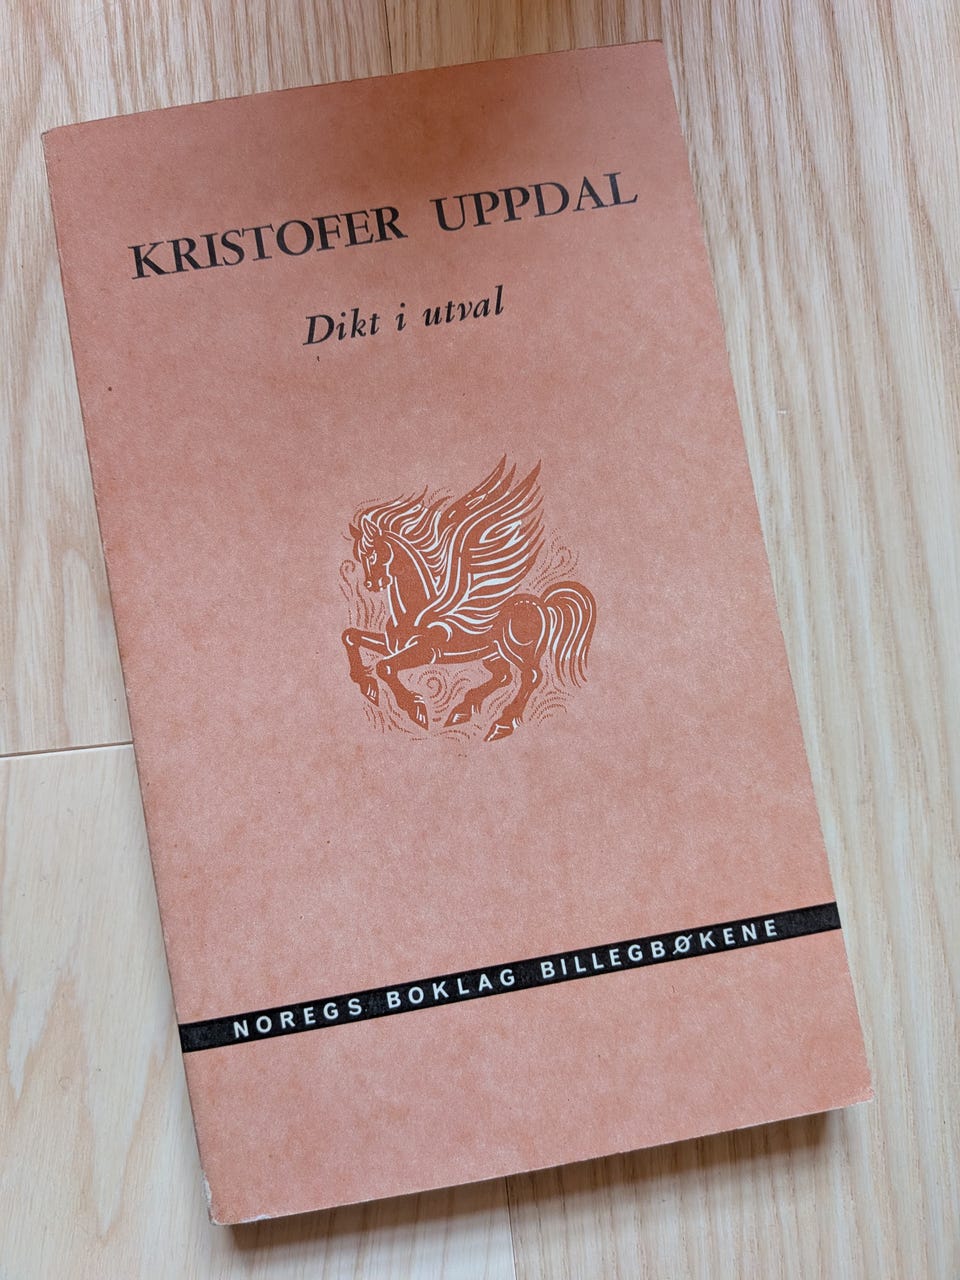 KRISTOFER UPPDAL
Dikt i utval
NOREGS BOKLAG BILLEGBØKENE